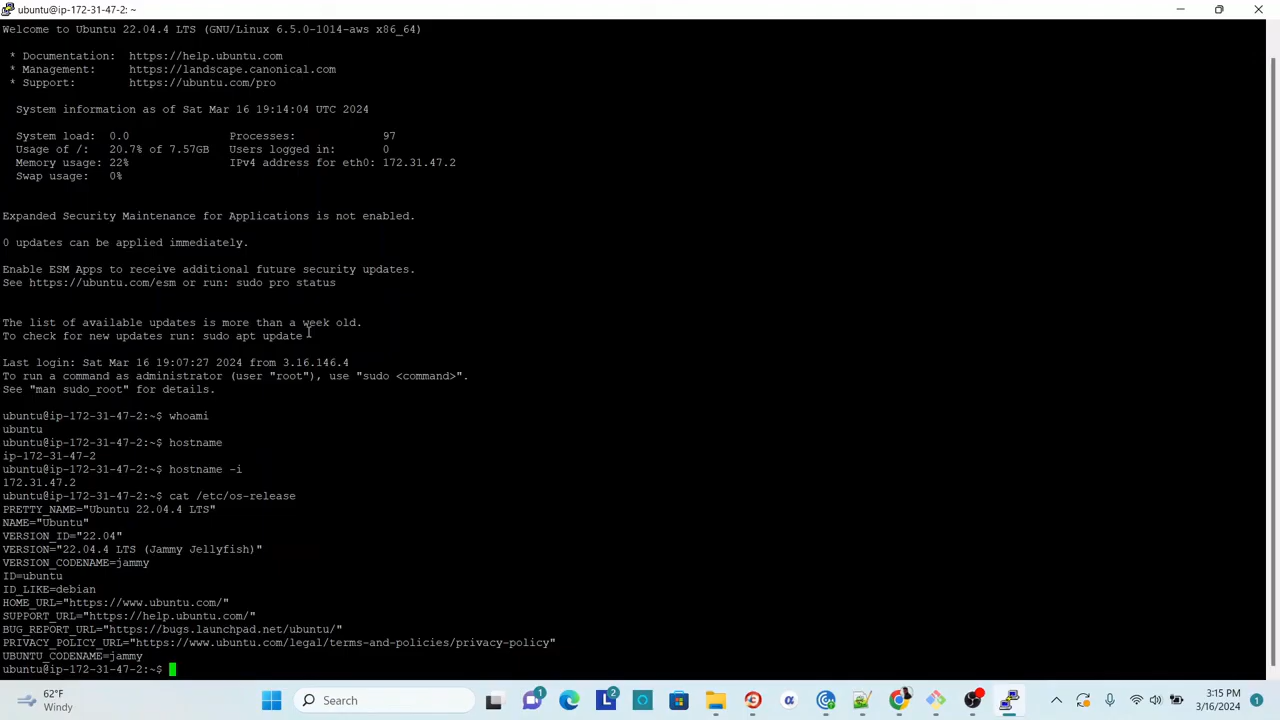 ubuntu@ip-172-31-47-2: ~
Welcome to Ubuntu 22.04.4 LTS (GNU/Linux 6.5.0-1014-aws x86_64)
* Documentation:  https://help.ubuntu.com
* Management:     https://landscape.canonical.com
* Support:        https://ubuntu.com/pro
System information as of Sat Mar 16 19:14:04 UTC 2024
System load:  0.0               Processes:             97
Usage of /:   20.7% of 7.57GB   Users logged in:       0
Memory usage: 22%               IPv4 address for eth0: 172.31.47.2
Swap usage:   0%
Expanded Security Maintenance for Applications is not enabled.
0 updates can be applied immediately.
Enable ESM Apps to receive additional future security updates.
See https://ubuntu.com/esm or run: sudo pro status
The list of available updates is more than a week old.
To check for new updates run: sudo apt update
Last login: Sat Mar 16 19:07:27 2024 from 3.16.146.4
To run a command as administrator (user "root"), use "sudo <command>".
See "man sudo_root" for details.
ubuntu@ip-172-31-47-2:~$ whoami
ubuntu
ubuntu@ip-172-31-47-2:~$ hostname
ip-172-31-47-2
ubuntu@ip-172-31-47-2:~$ hostname -i
172.31.47.2
ubuntu@ip-172-31-47-2:~$ cat /etc/os-release
PRETTY_NAME="Ubuntu 22.04.4 LTS"
NAME="Ubuntu"
VERSION_ID="22.04"
VERSION="22.04.4 LTS (Jammy Jellyfish)"
VERSION_CODENAME=jammy
ID=ubuntu
ID_LIKE=debian
HOME_URL="https://www.ubuntu.com/"
SUPPORT_URL="https://help.ubuntu.com/"
BUG_REPORT_URL="https://bugs.launchpad.net/ubuntu/"
PRIVACY_POLICY_URL="https://www.ubuntu.com/legal/terms-and-policies/privacy-policy"
UBUNTU_CODENAME=jammy
ubuntu@ip-172-31-47-2:~$
62°F
Windy
Search
1
L
2
3:15 PM
3/16/2024